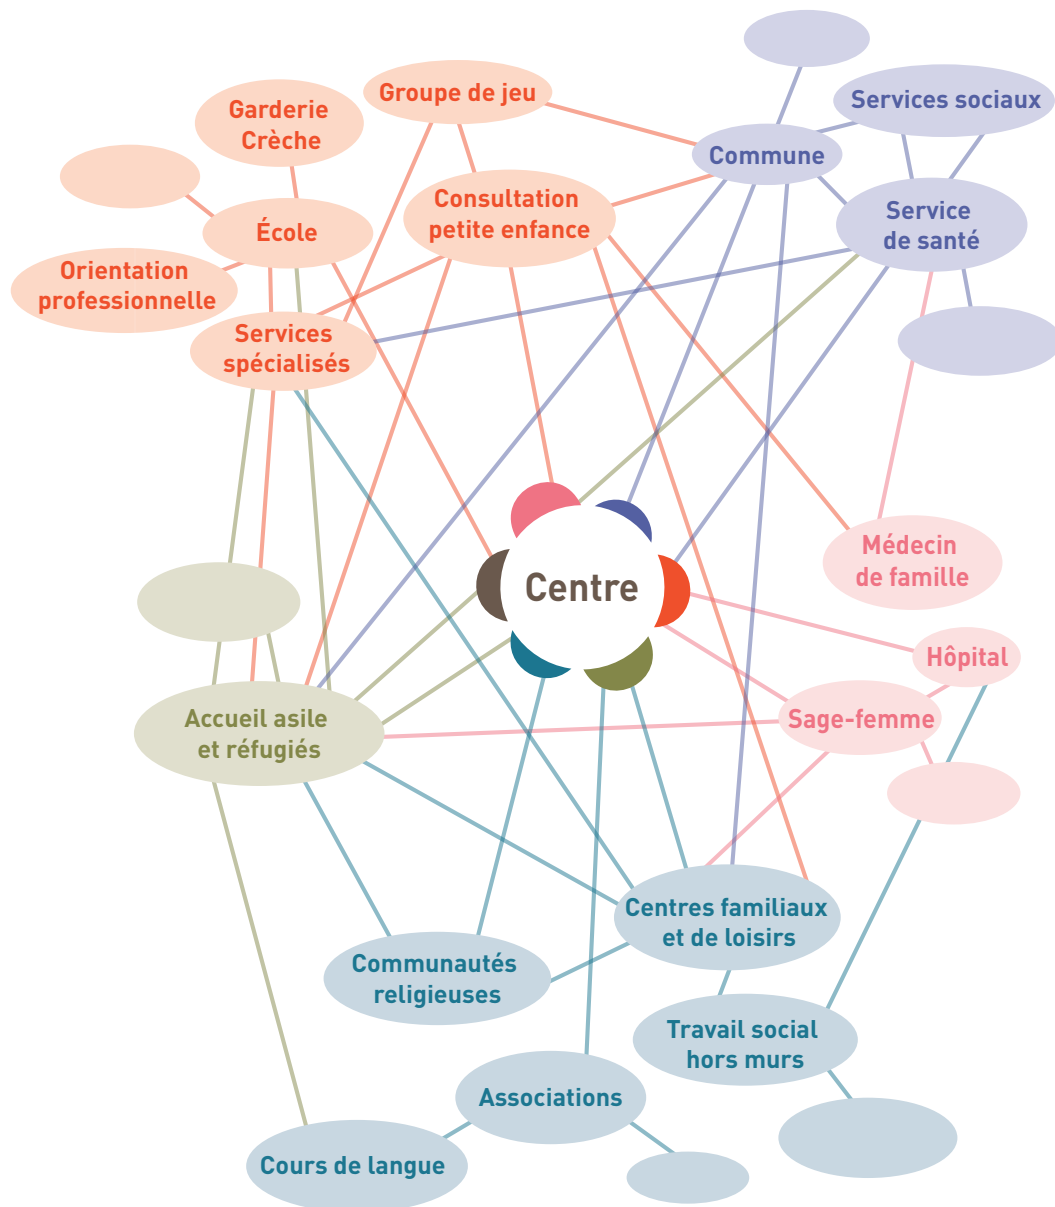 Groupe de jeu
Garderie
Crèche
Services sociaux
Commune
Consultation
petite enfance
École
Service
de santé
Orientation
professionnelle
Services
spécialisés
Médecin
de famille
Centre
Hôpital
Sage-femme
Accueil asile
et réfugiés
Centres familiaux
et de loisirs
Communautés
religieuses
Travail social
hors murs
Associations
Cours de langue